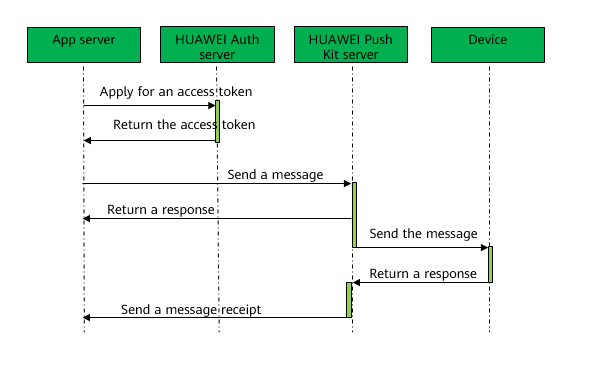 App server
HUAWEI Auth
server
HUAWEI Push
Kit server
Device
Apply for an access token
Return the access token
Send a message
Return a response
Send the message
Return a response
Send a message receipt